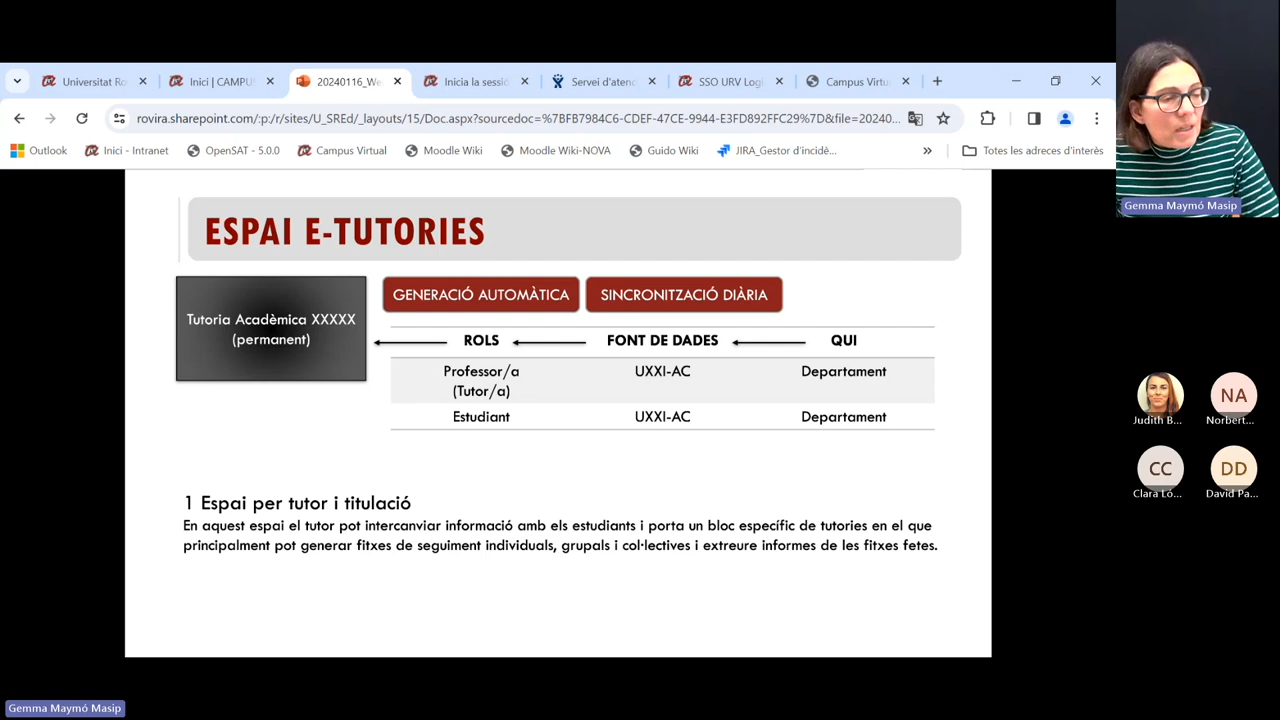 Universitat Ro
Inici | CAMPUS
20240116_We
Inicia la sessió
Servei d'atenc
SSO URV Logi
Campus Virtu
rovira.sharepoint.com/:p:/r/sites/U_SREd/_layouts/15/Doc.aspx?sourcedoc=%7BFB7984C6-CDEF-47CE-9944-E3FD892FFC29%7D&file=20240...
Outlook
Inici - Intranet
OpenSAT - 5.0.0
Campus Virtual
Moodle Wiki
Moodle Wiki-NOVA
Guido Wiki
JIRA_Gestor d'incidè...
Totes les adreces d'interès
Gemma Maymó Masip
ESPAI E-TUTORIES
Tutoria Acadèmica XXXXX
(permanent)
GENERACIÓ AUTOMÀTICA
SINCRONITZACIÓ DIÀRIA
ROLS FONT DE DADES QUI
Professor/a UXXI-AC Departament
(Tutor/a)
Estudiant UXXI-AC Departament
1 Espai per tutor i titulació
En aquest espai el tutor pot intercanviar informació amb els estudiants i porta un bloc específic de tutories en el que
principalment pot generar fitxes de seguiment individuals, grupals i col·lectives i extreure informes de les fitxes fetes.
NA
Judith B... Norbert...
CC DD
Clara Ló... David Pa...
Gemma Maymó Masip